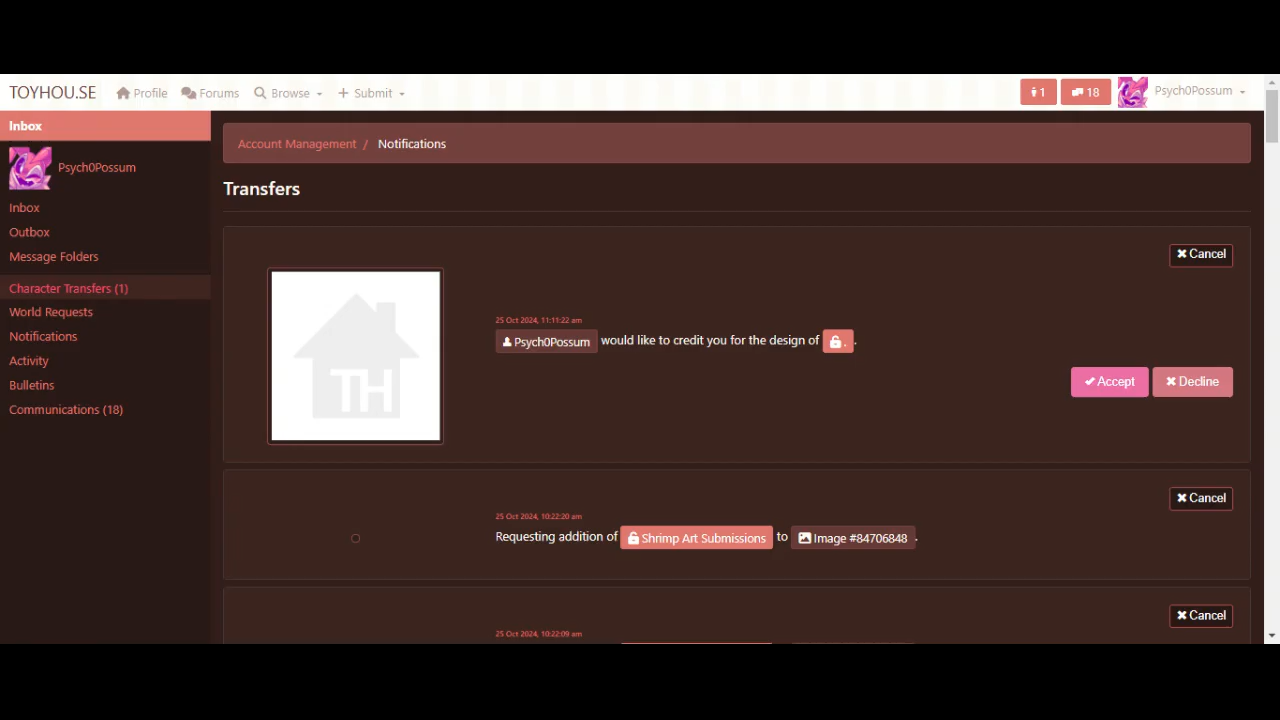 TOYHOU.SE Profile Forums Browse Submit 1 18 Psych0Possum
Inbox
Psych0Possum
Inbox
Outbox
Message Folders
Character Transfers (1)
World Requests
Notifications
Activity
Bulletins
Communications (18)
Account Management / Notifications
Transfers
Cancel
TH
25 Oct 2024, 11:11:22 am
Psych0Possum would like to credit you for the design of . .
Accept Decline
Cancel
25 Oct 2024, 10:22:20 am
Requesting addition of Shrimp Art Submissions to Image #84706848 .
Cancel
25 Oct 2024, 10:22:09 am